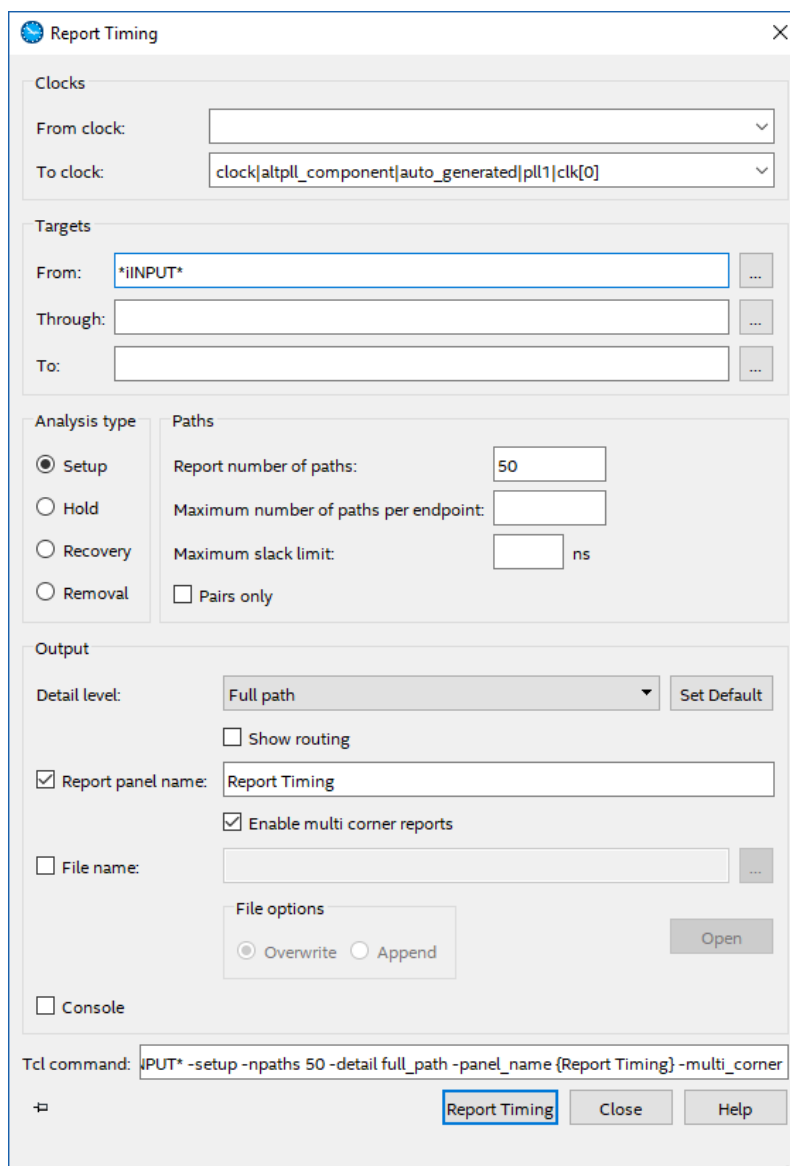 Report Timing
Clocks
From clock:
To clock: clock|altpll_component|auto_generated|pll1|clk[0]
Targets
From: *iINPUT* ...
Through: ...
To: ...
Analysis type Paths
Setup Report number of paths: 50
Hold Maximum number of paths per endpoint:
Recovery Maximum slack limit: ns
Removal Pairs only
Output
Detail level: Full path Set Default
Show routing
Report panel name: Report Timing
Enable multi corner reports
File name: ...
File options
Overwrite Append Open
Console
Tcl command: NPUT* -setup -npaths 50 -detail full_path -panel_name {Report Timing} -multi_corner
Report Timing Close Help